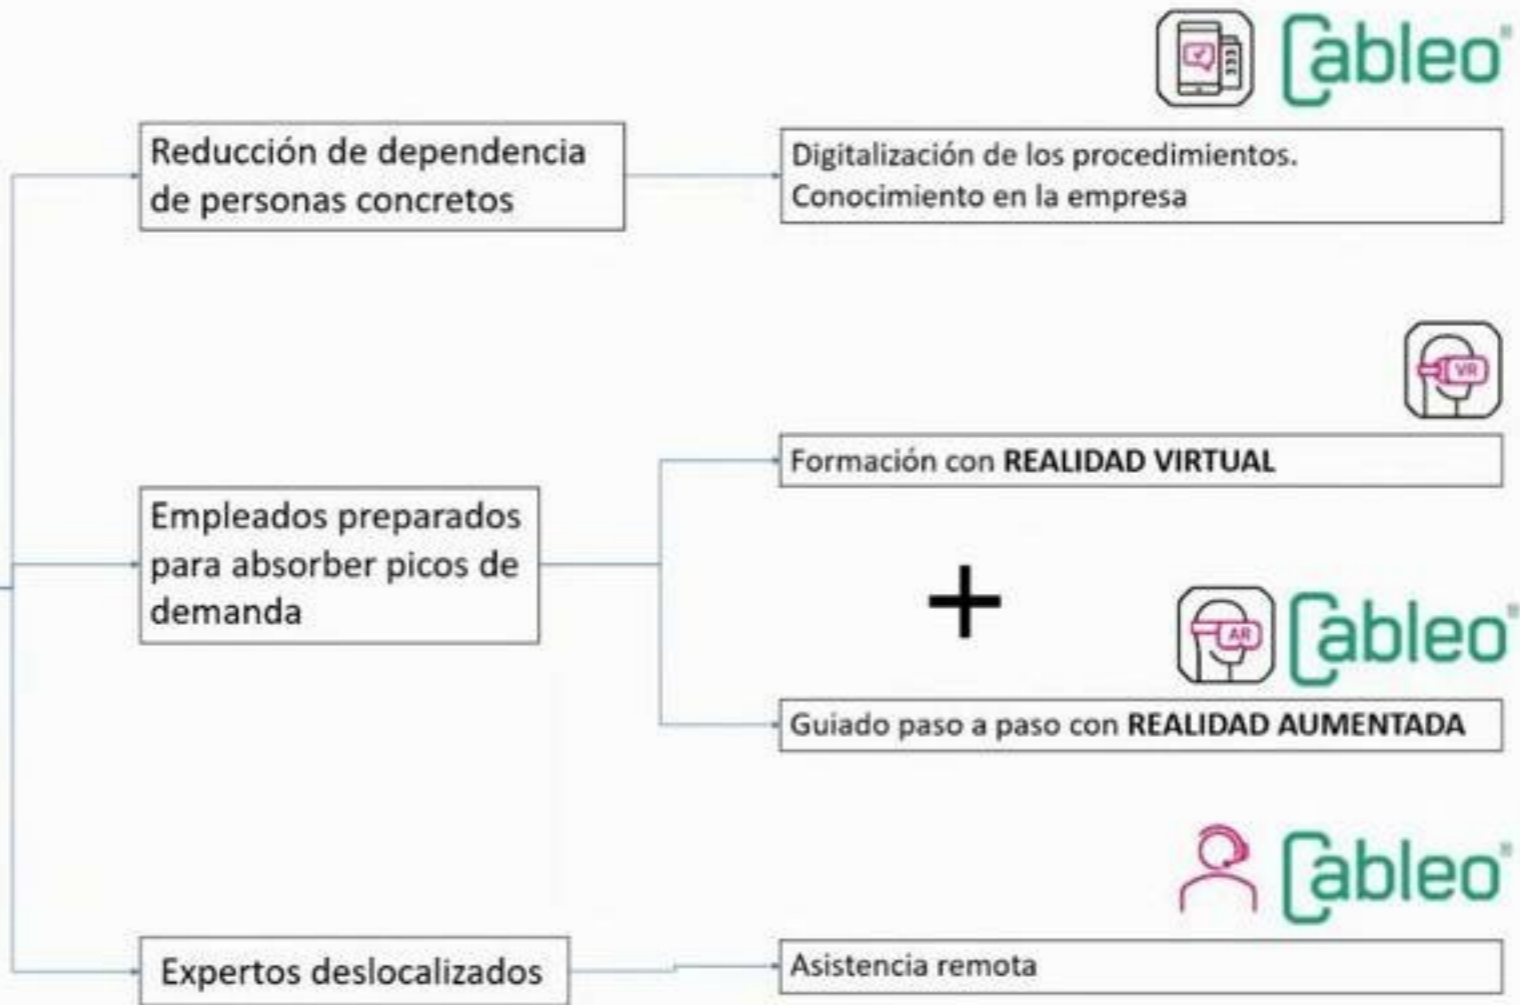 Cableo®
Reducción de dependencia
de personas concretos
Digitalización de los procedimientos.
Conocimiento en la empresa
VR
Formación con REALIDAD VIRTUAL
Empleados preparados
para absorber picos de
demanda
+
AR
Cableo®
Guiado paso a paso con REALIDAD AUMENTADA
Cableo®
Expertos deslocalizados
Asistencia remota